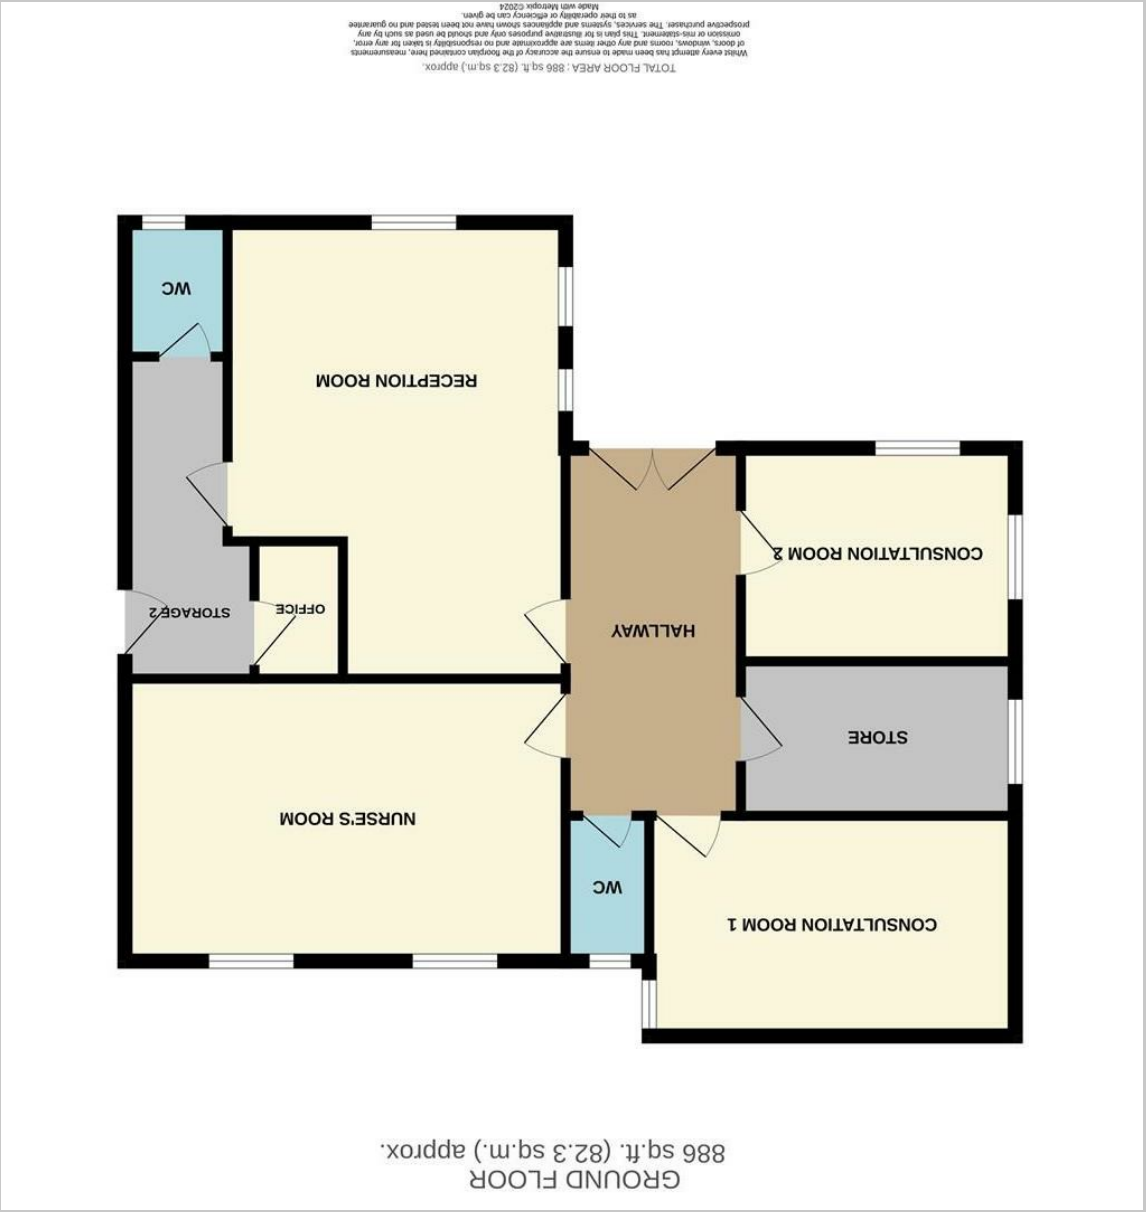 GROUND FLOOR
886 sq.ft. (82.3 sq.m.) approx.
CONSULTATION ROOM 1
WC
NURSE'S ROOM
STORE
HALLWAY
STORAGE 2
OFFICE
CONSULTATION ROOM 2
RECEPTION ROOM
WC
TOTAL FLOOR AREA : 886 sq.ft. (82.3 sq.m.) approx.
Whilst every attempt has been made to ensure the accuracy of the floorplan contained here, measurements
of doors, windows, rooms and any other items are approximate and no responsibility is taken for any error,
omission or mis-statement. This plan is for illustrative purposes only and should be used as such by any
prospective purchaser. The services, systems and appliances shown have not been tested and no guarantee
as to their operability or efficiency can be given.
Made with Metropix ©2024